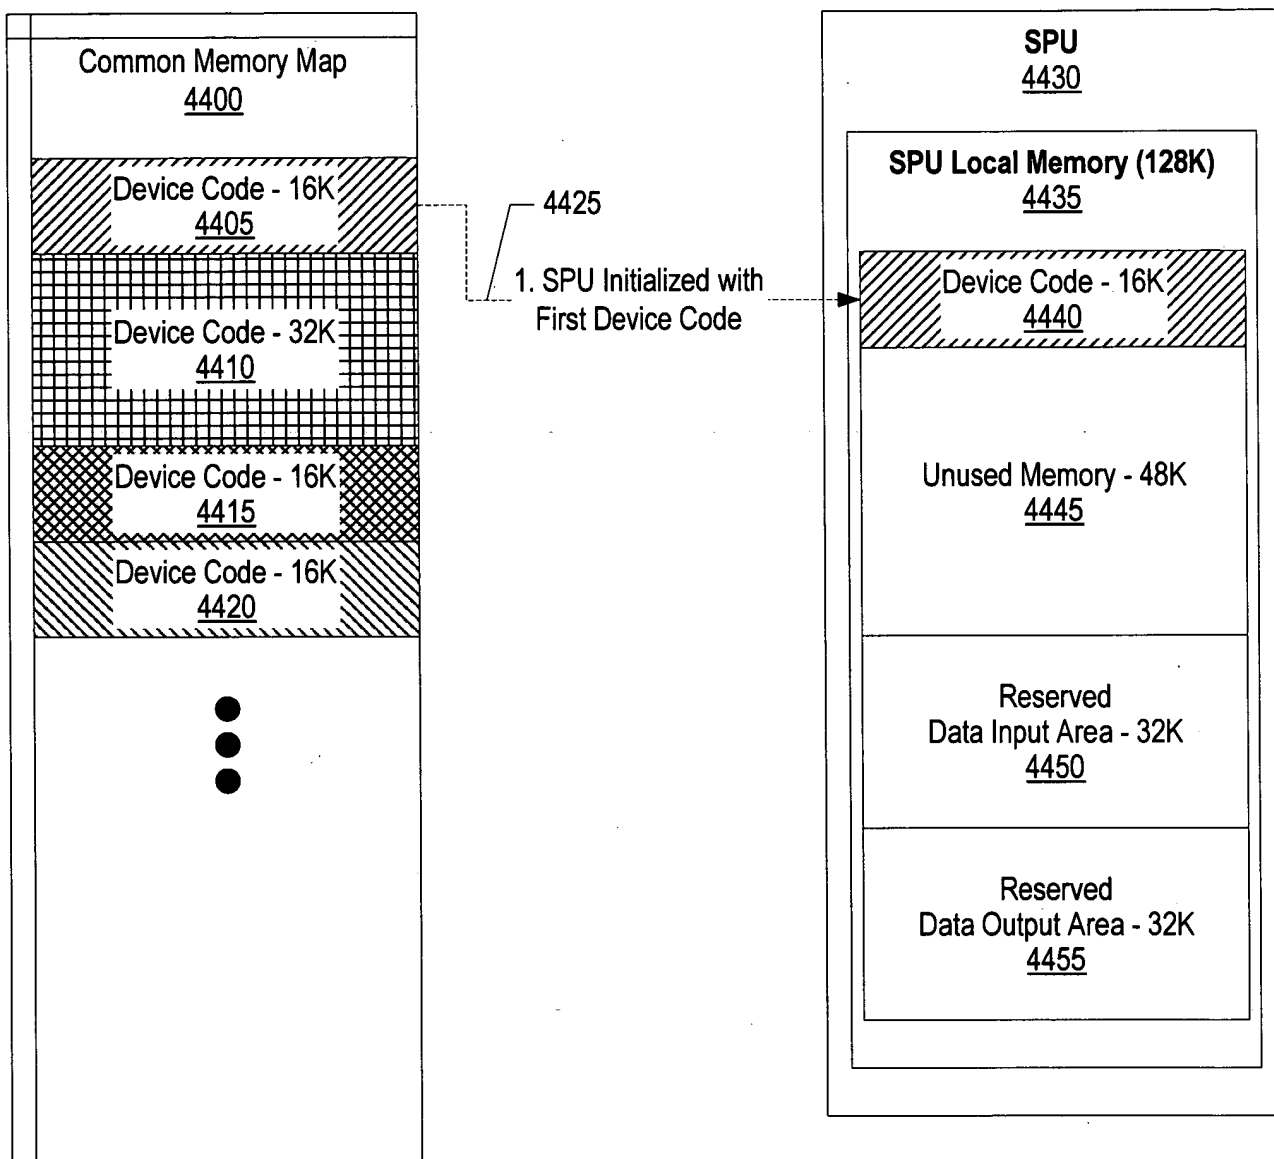 Common Memory Map
4400
Device Code - 16K
4405
Device Code - 32K
4410
Device Code - 16K
4415
Device Code - 16K
4420
4425
1. SPU Initialized with
First Device Code
SPU
4430
SPU Local Memory (128K)
4435
Device Code - 16K
4440
Unused Memory - 48K
4445
Reserved
Data Input Area - 32K
4450
Reserved
Data Output Area - 32K
4455